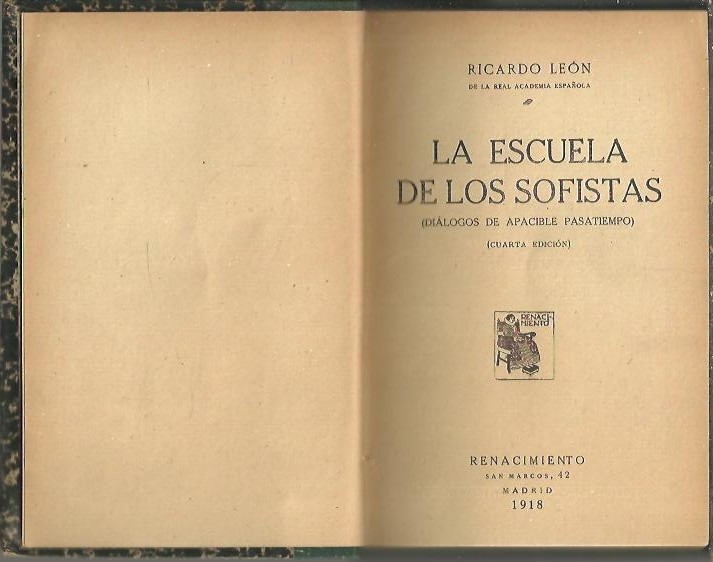 RICARDO LEÓN
DE LA REAL ACADEMIA ESPAÑOLA
LA ESCUELA
DE LOS SOFISTAS
(DIÁLOGOS DE APACIBLE PASATIEMPO)
(CUARTA EDICIÓN)
RENACI-
MIENTO
RENACIMIENTO
SAN MARCOS, 42
MADRID
1918